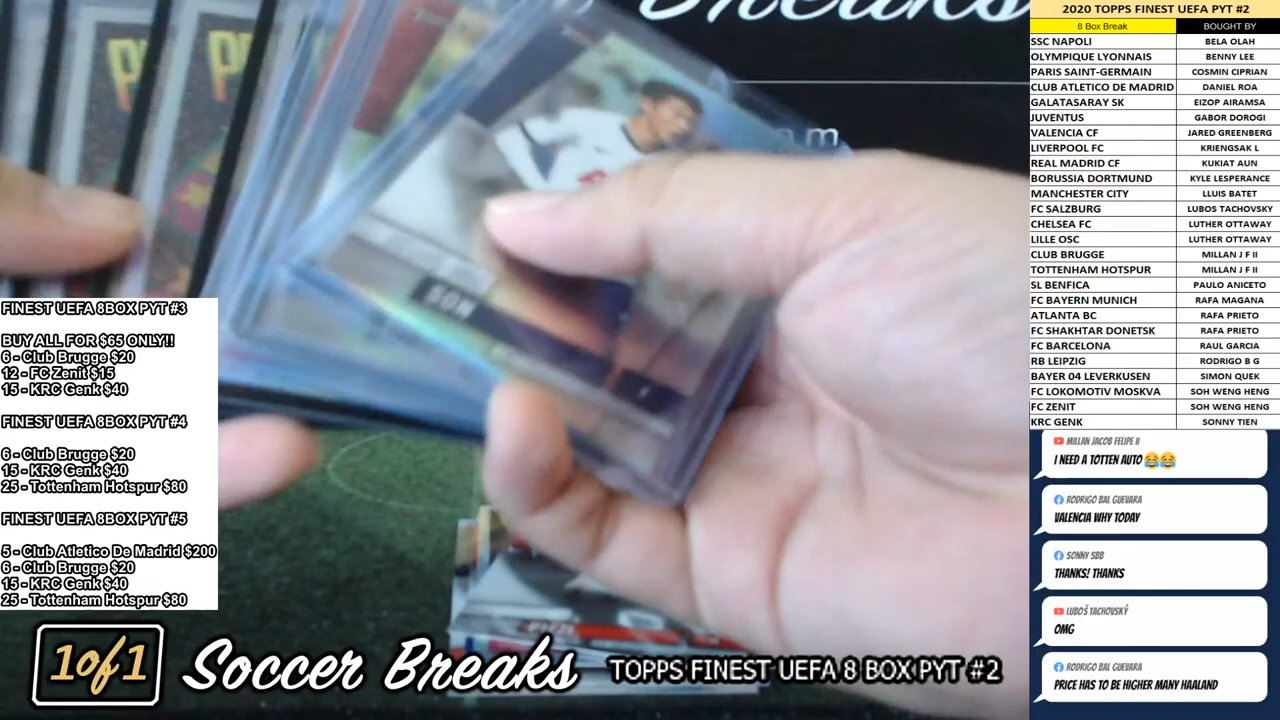 Breaks
2020 TOPPS FINEST UEFA PYT #2
8 Box Break BOUGHT BY
SSC NAPOLI BELA OLAH
OLYMPIQUE LYONNAIS BENNY LEE
PARIS SAINT-GERMAIN COSMIN CIPRIAN
CLUB ATLETICO DE MADRID DANIEL ROA
GALATASARAY SK EIZOP AIRAMSA
JUVENTUS GABOR DOROGI
VALENCIA CF JARED GREENBERG
LIVERPOOL FC KRIENGSAK L
REAL MADRID CF KUKIAT AUN
BORUSSIA DORTMUND KYLE LESPERANCE
MANCHESTER CITY LLUIS BATET
FC SALZBURG LUBOS TACHOVSKY
CHELSEA FC LUTHER OTTAWAY
LILLE OSC LUTHER OTTAWAY
CLUB BRUGGE MILLAN J F II
TOTTENHAM HOTSPUR MILLAN J F II
SL BENFICA PAULO ANICETO
FC BAYERN MUNICH RAFA MAGANA
ATLANTA BC RAFA PRIETO
FC SHAKHTAR DONETSK RAFA PRIETO
FC BARCELONA RAUL GARCIA
RB LEIPZIG RODRIGO B G
BAYER 04 LEVERKUSEN SIMON QUEK
FC LOKOMOTIV MOSKVA SOH WENG HENG
FC ZENIT SOH WENG HENG
KRC GENK SONNY TIEN
FINEST UEFA 8BOX PYT #3
BUY ALL FOR $65 ONLY!!
6 - Club Brugge $20
12 - FC Zenit $15
15 - KRC Genk $40
FINEST UEFA 8BOX PYT #4
6 - Club Brugge $20
15 - KRC Genk $40
25 - Tottenham Hotspur $80
FINEST UEFA 8BOX PYT #5
5 - Club Atletico De Madrid $200
6 - Club Brugge $20
15 - KRC Genk $40
25 - Tottenham Hotspur $80
MILLAN JACOB FELIPE II
I NEED A TOTTEN AUTO 😂😂
RODRIGO BAL GUEVARA
VALENCIA WHY TODAY
SONNY SBB
THANKS! THANKS
LUBOŠ TACHOVSKÝ
OMG
RODRIGO BAL GUEVARA
PRICE HAS TO BE HIGHER MANY HAALAND
1of1 Soccer Breaks TOPPS FINEST UEFA 8 BOX PYT #2